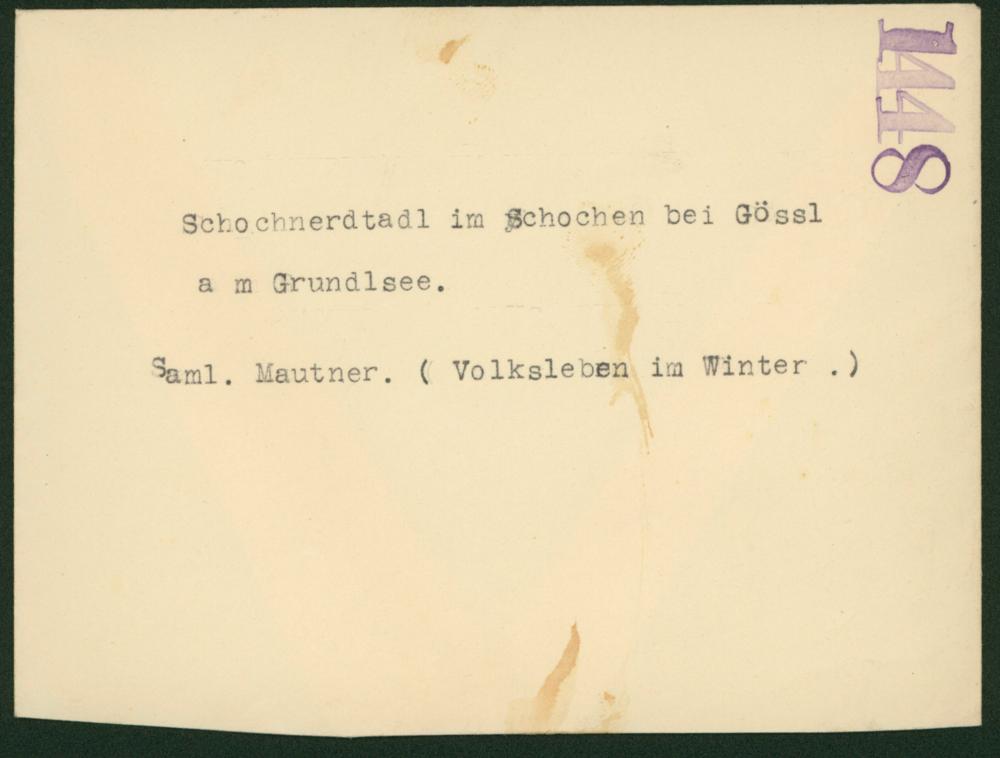 1448
Schochnerdtadl im Schochen bei Gössl
a m Grundlsee.
Saml. Mautner. ( Volksleben im Winter .)